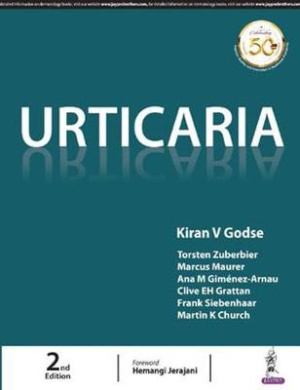 50
URTICARIA
Kiran V Godse
Torsten Zuberbier
Marcus Maurer
Ana M Giménez-Arnau
Clive EH Grattan
Frank Siebenhaar
Martin K Church
2nd
Edition
Foreword
Hemangi Jerajani